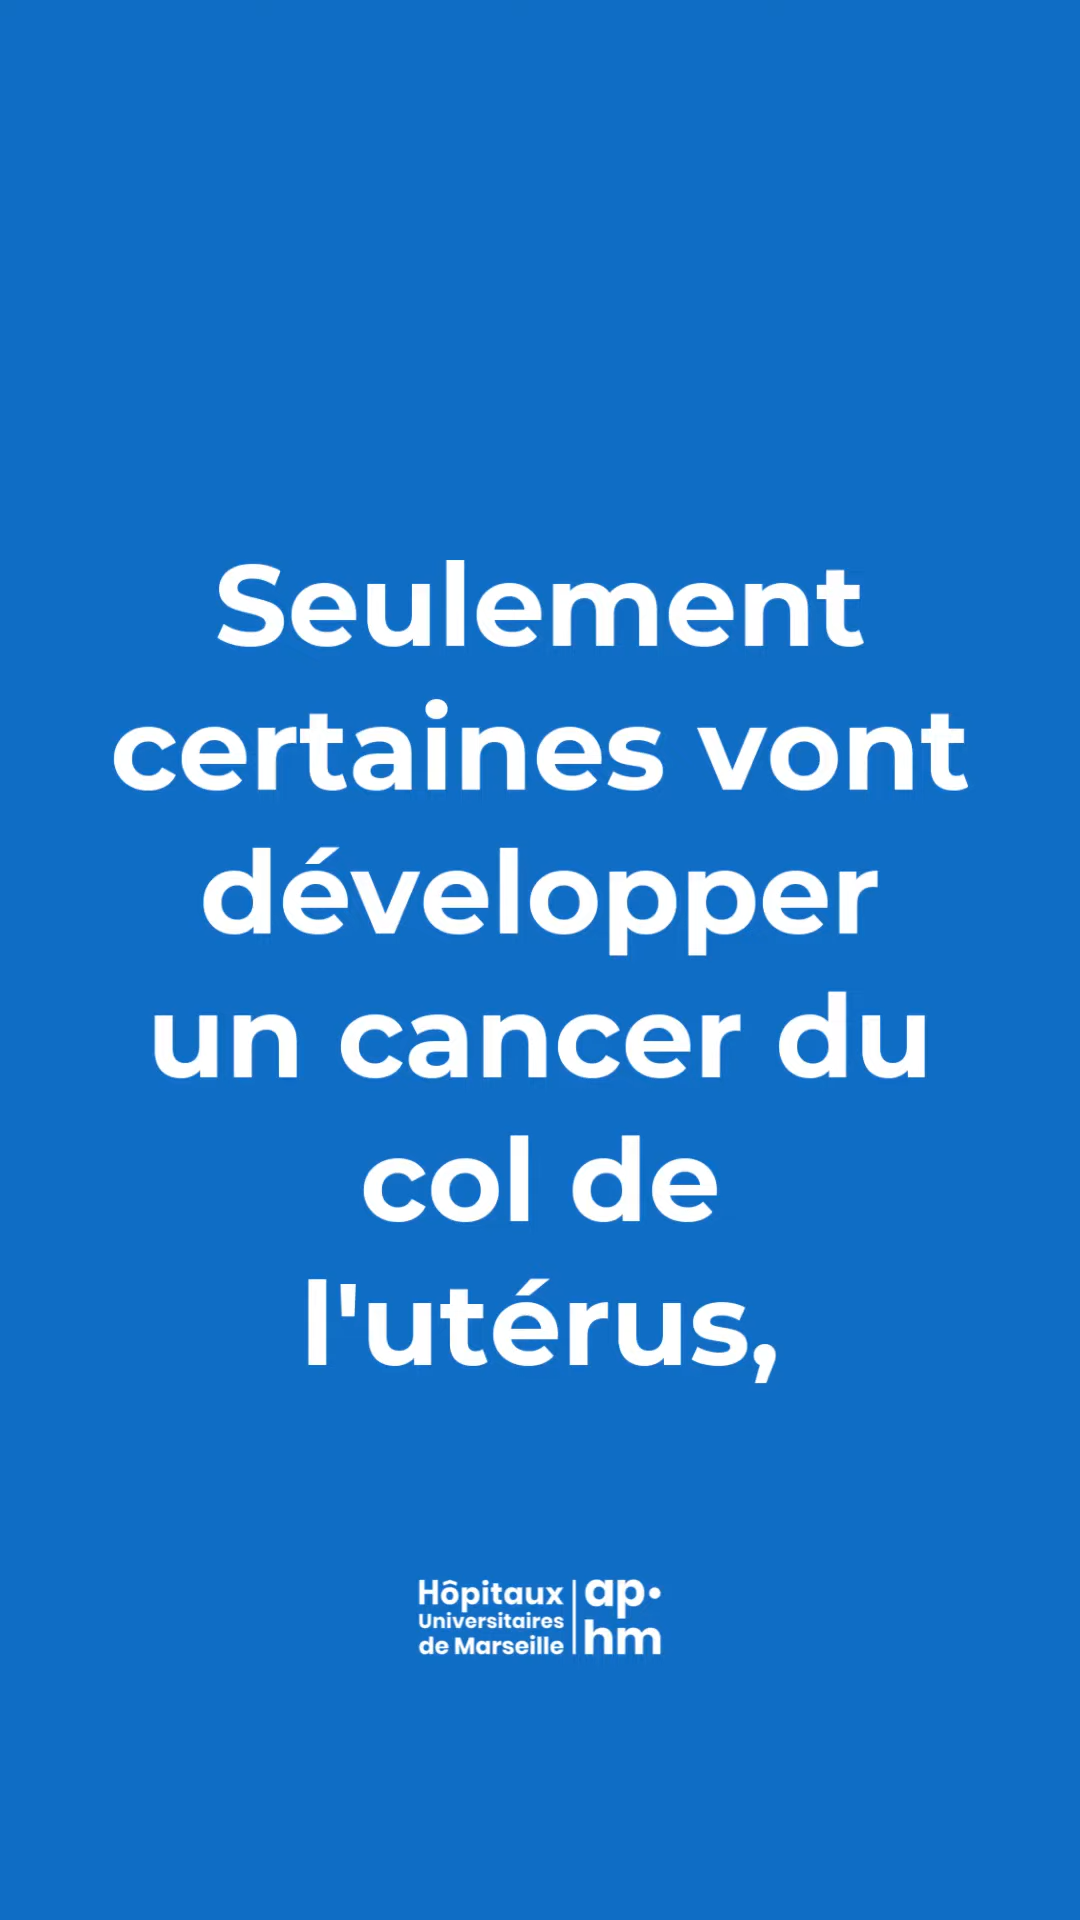 Seulement
certaines vont
développer
un cancer du
col de
l'utérus,
Hôpitaux
Universitaires
de Marseille
ap•
hm